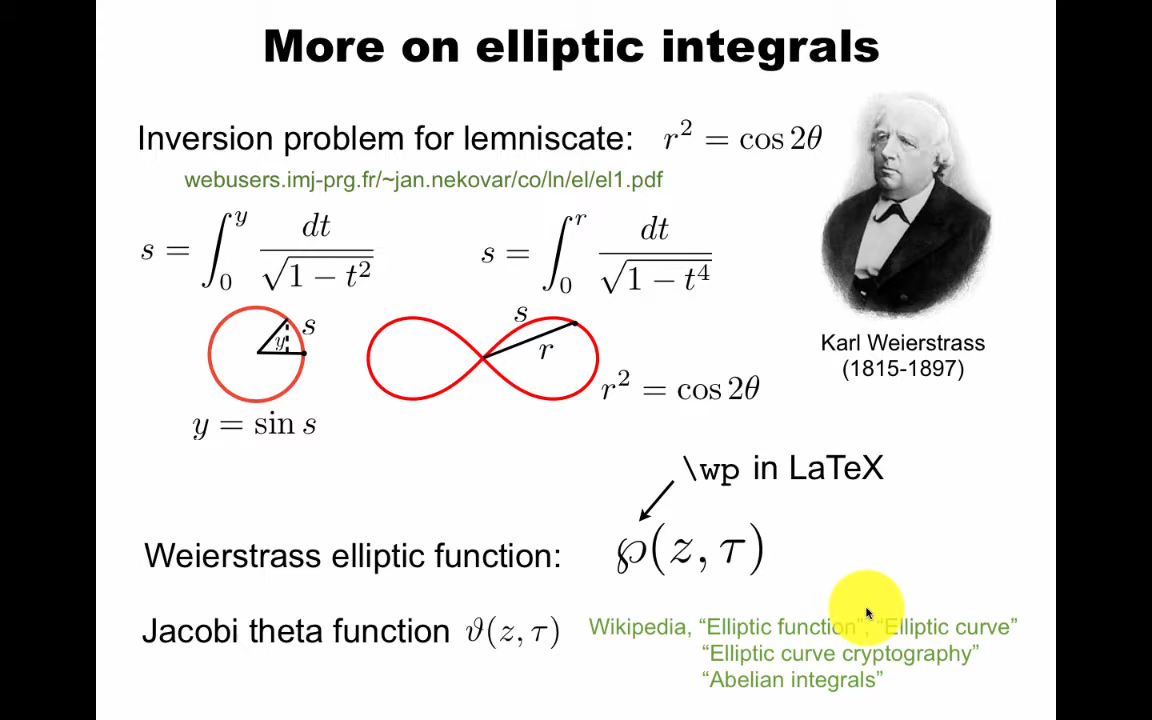 More on elliptic integrals
Inversion problem for lemniscate: r² = cos 2θ
webusers.imj-prg.fr/~jan.nekovar/co/ln/el/el1.pdf
s = ∫₀^y dt / √(1 − t²)
s = ∫₀^r dt / √(1 − t⁴)
s
y
s
r
Karl Weierstrass
(1815-1897)
r² = cos 2θ
y = sin s
\wp in LaTeX
Weierstrass elliptic function: ℘(z, τ)
Jacobi theta function ϑ(z, τ)
Wikipedia, “Elliptic function”, “Elliptic curve”
“Elliptic curve cryptography”
“Abelian integrals”